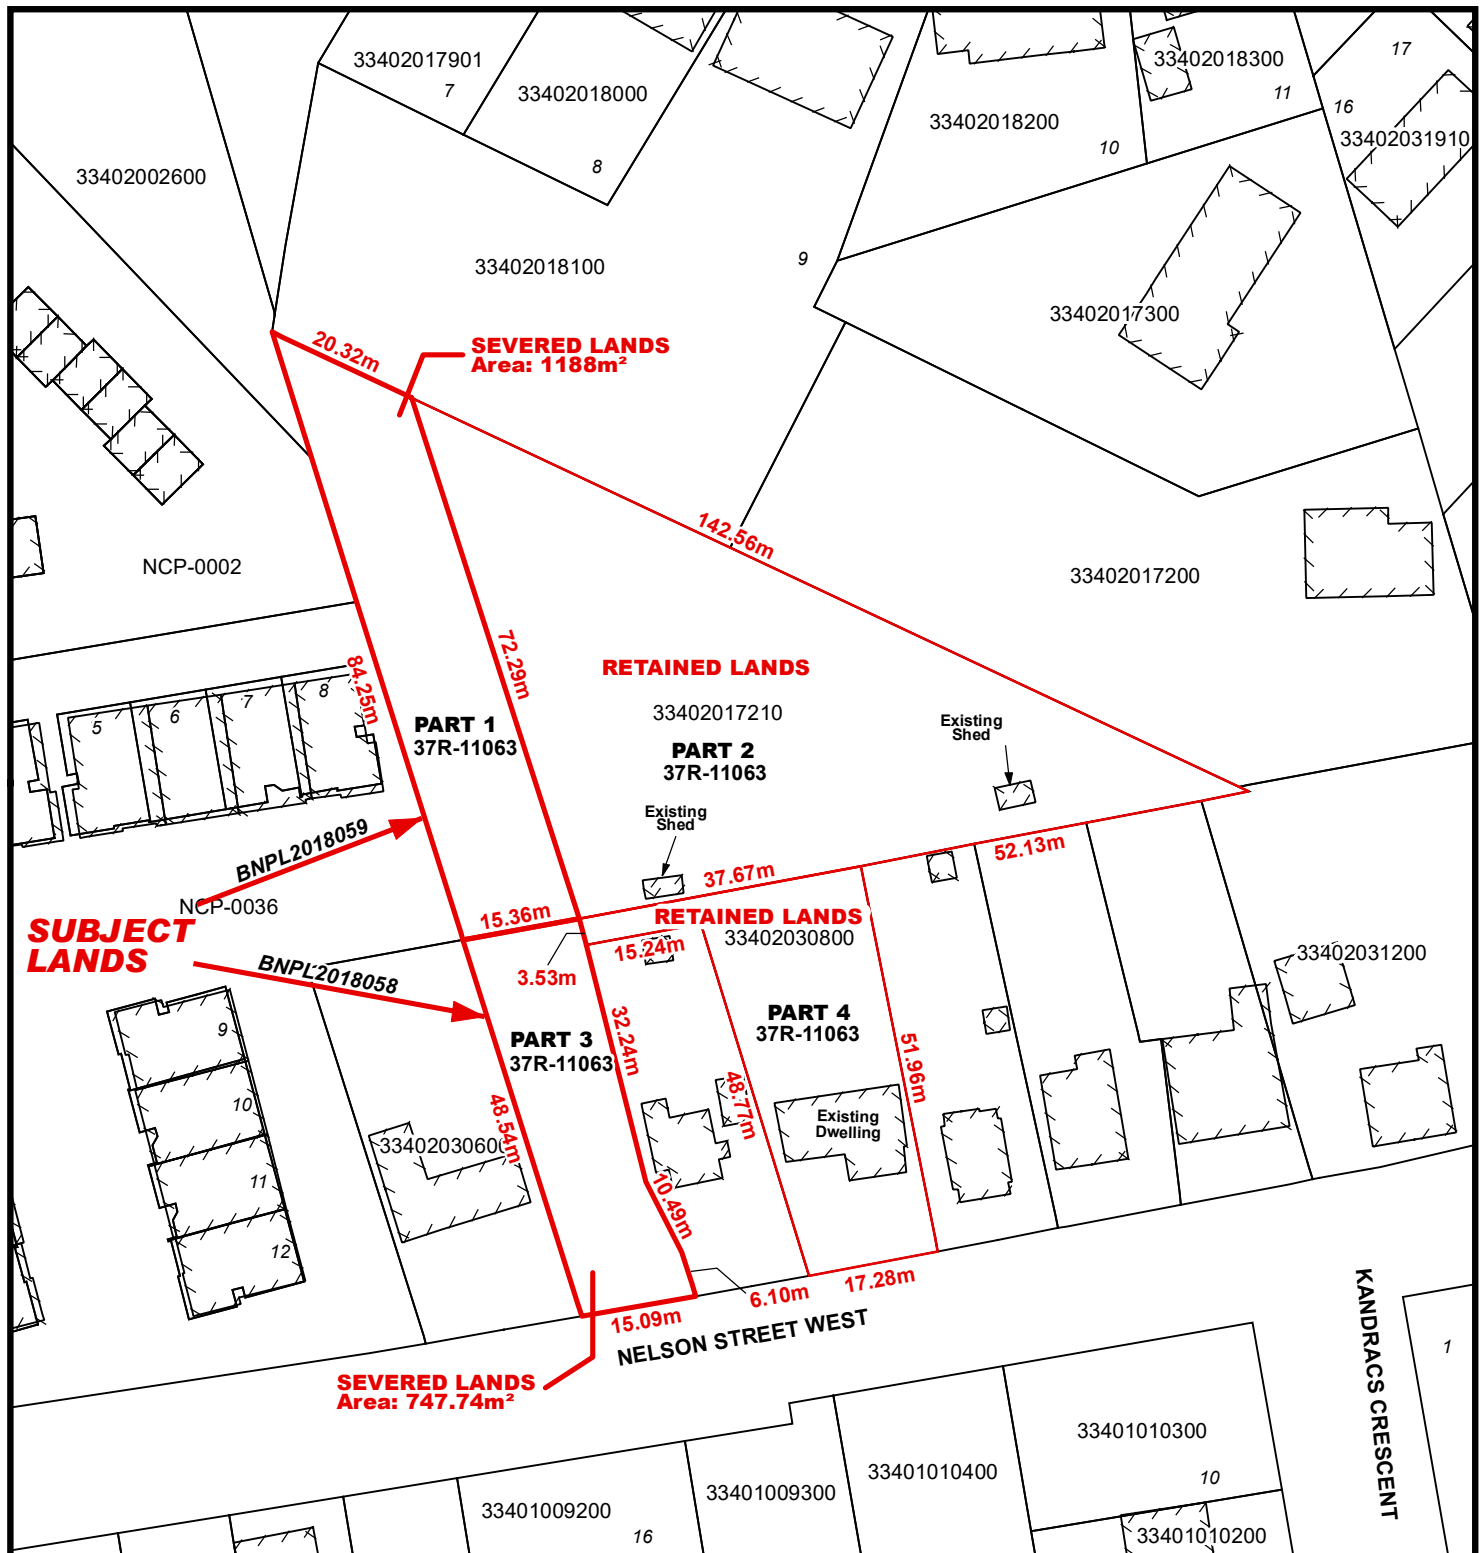 33402017901
7
33402018000
8
33402018200
10
33402018300
11
17
16
33402031910
33402002600
33402018100
9
33402017300
20.32m
SEVERED LANDS
Area: 1188m²
142.56m
NCP-0002
33402017200
72.29m
RETAINED LANDS
84.25m
33402017210
5
6
7
8
PART 1
37R-11063
PART 2
37R-11063
Existing
Shed
Existing
Shed
BNPL2018059
52.13m
37.67m
NCP-0036
15.36m
RETAINED LANDS
33402030800
SUBJECT
LANDS
15.24m
33402031200
BNPL2018058
3.53m
PART 4
37R-11063
9
PART 3
37R-11063
32.24m
51.96m
10
48.54m
48.77m
Existing
Dwelling
33402030600
11
10.49m
12
17.28m
6.10m
15.09m
NELSON STREET WEST
KANDRACS CRESCENT
1
SEVERED LANDS
Area: 747.74m²
33401010300
10
33401010400
33401009300
33401009200
16
33401010200